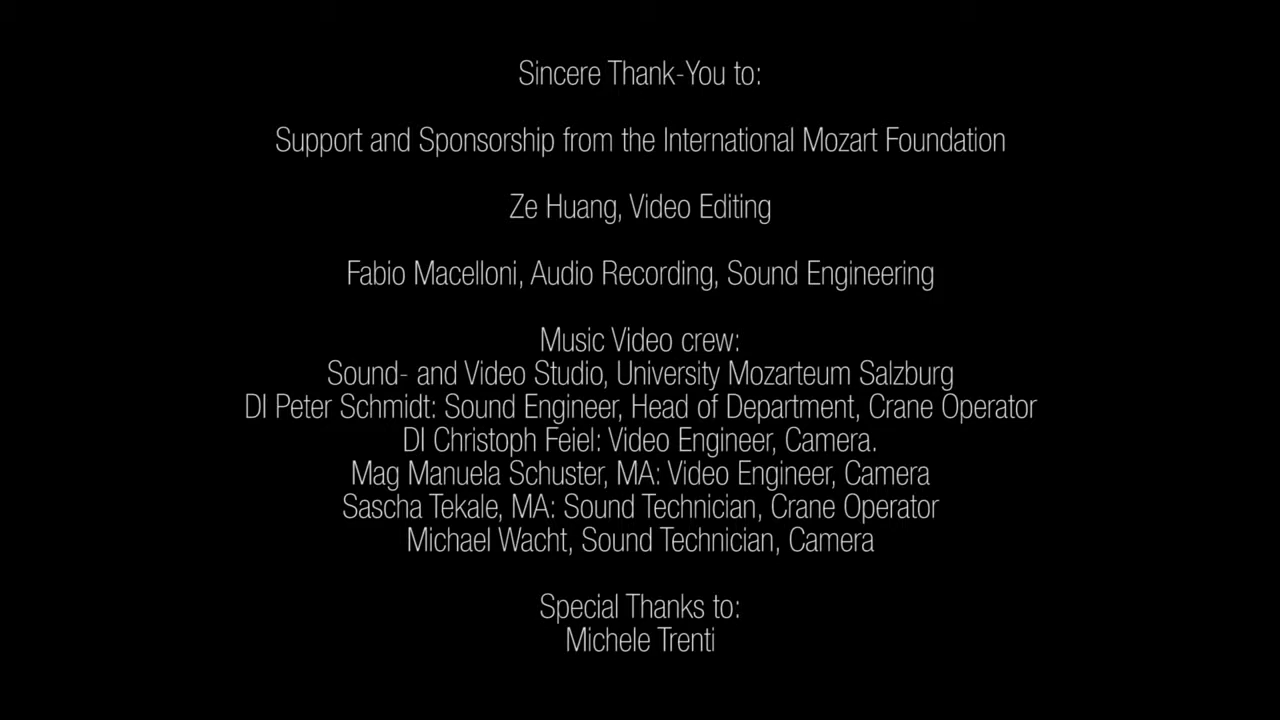 Sincere Thank-You to:
Support and Sponsorship from the International Mozart Foundation
Ze Huang, Video Editing
Fabio Macelloni, Audio Recording, Sound Engineering
Music Video crew:
Sound- and Video Studio, University Mozarteum Salzburg
DI Peter Schmidt: Sound Engineer, Head of Department, Crane Operator
DI Christoph Feiel: Video Engineer, Camera.
Mag Manuela Schuster, MA: Video Engineer, Camera
Sascha Tekale, MA: Sound Technician, Crane Operator
Michael Wacht, Sound Technician, Camera
Special Thanks to:
Michele Trenti